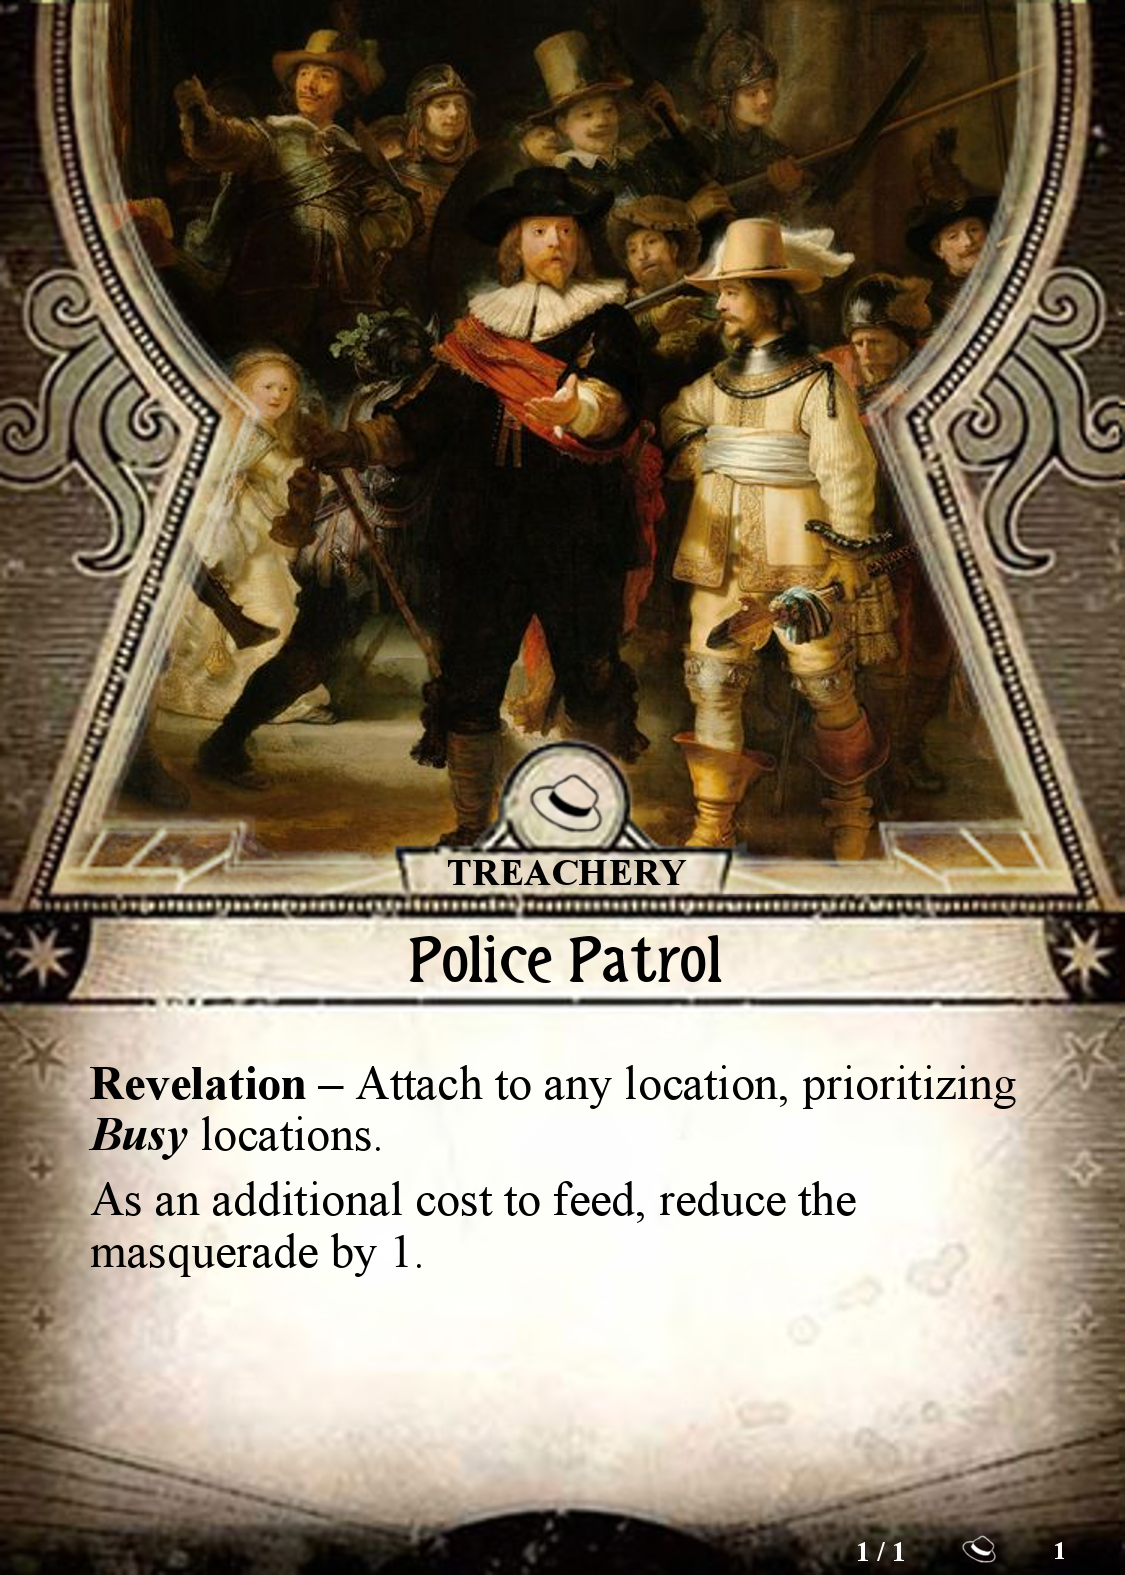 TREACHERY
Police Patrol
Revelation – Attach to any location, prioritizing
Busy locations.
As an additional cost to feed, reduce the
masquerade by 1.
1 / 1 1